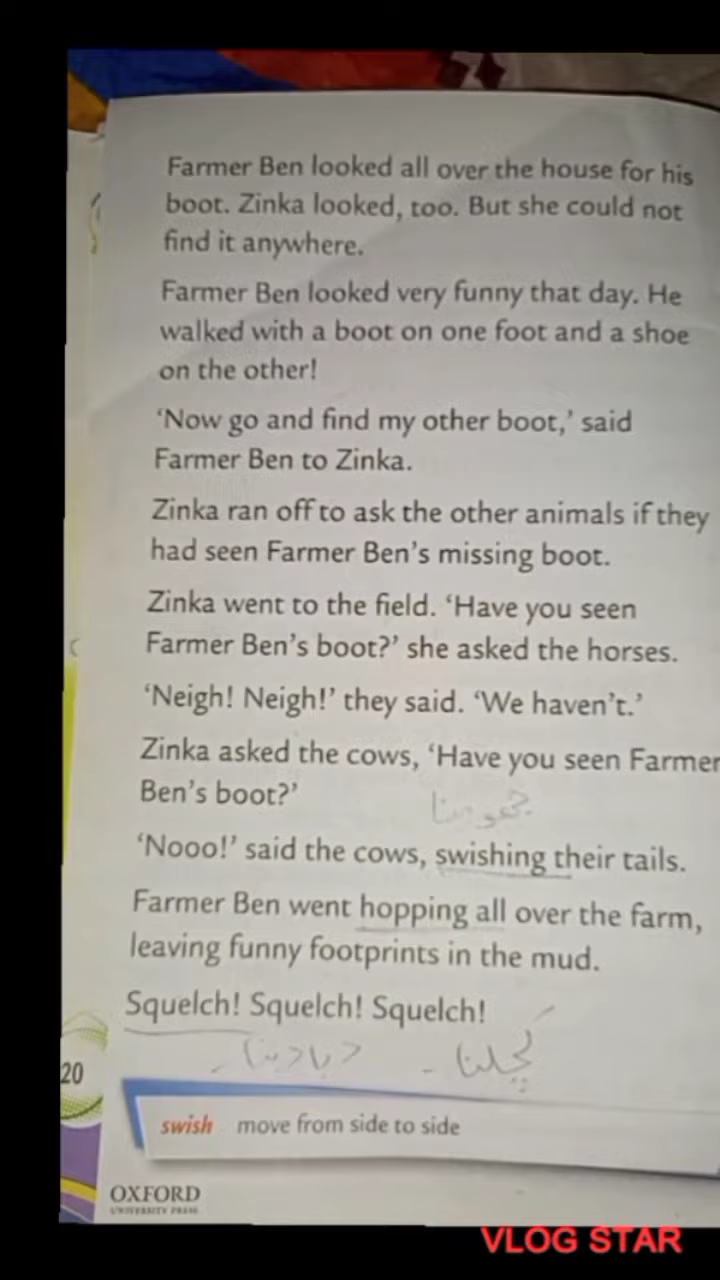 Farmer Ben looked all over the house for his
boot. Zinka looked, too. But she could not
find it anywhere.
Farmer Ben looked very funny that day. He
walked with a boot on one foot and a shoe
on the other!
‘Now go and find my other boot,’ said
Farmer Ben to Zinka.
Zinka ran off to ask the other animals if they
had seen Farmer Ben’s missing boot.
Zinka went to the field. ‘Have you seen
Farmer Ben’s boot?’ she asked the horses.
‘Neigh! Neigh!’ they said. ‘We haven’t.’
Zinka asked the cows, ‘Have you seen Farmer
Ben’s boot?’
‘Nooo!’ said the cows, swishing their tails.
Farmer Ben went hopping all over the farm,
leaving funny footprints in the mud.
Squelch! Squelch! Squelch!
کچلنا - دبا دینا -
20
swish move from side to side
OXFORD
UNIVERSITY PRESS
VLOG STAR